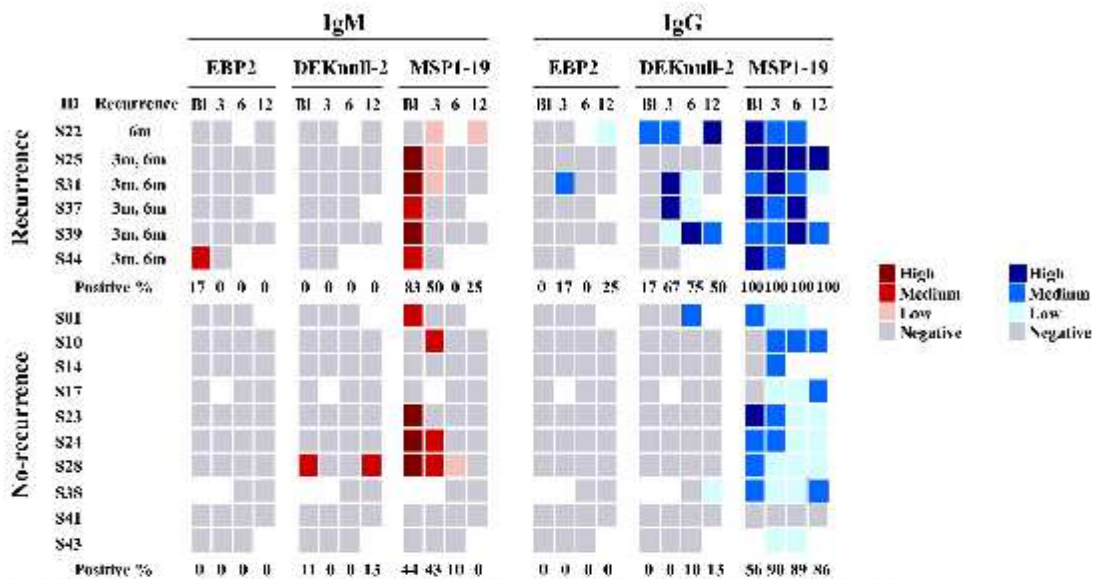 IgM IgG
EBP2 DEKnull-2 MSP1-19 EBP2 DEKnull-2 MSP1-19
ID Recurrence Bl 3 6 12 Bl 3 6 12 Bl 3 6 12 Bl 3 6 12 Bl 3 6 12 Bl 3 6 12
Recurrence
S22 6m
S25 3m, 6m
S31 3m, 6m
S37 3m, 6m
S39 3m, 6m
S44 3m, 6m
Positive % 17 0 0 0 0 0 0 0 83 50 0 25 0 17 0 25 17 67 75 50 100 100 100 100
High High
Medium Medium
Low Low
Negative Negative
No-recurrence
S01
S10
S14
S17
S23
S24
S28
S38
S41
S43
Positive % 0 0 0 0 11 0 0 13 44 43 10 0 0 0 0 0 0 0 10 13 56 90 89 86